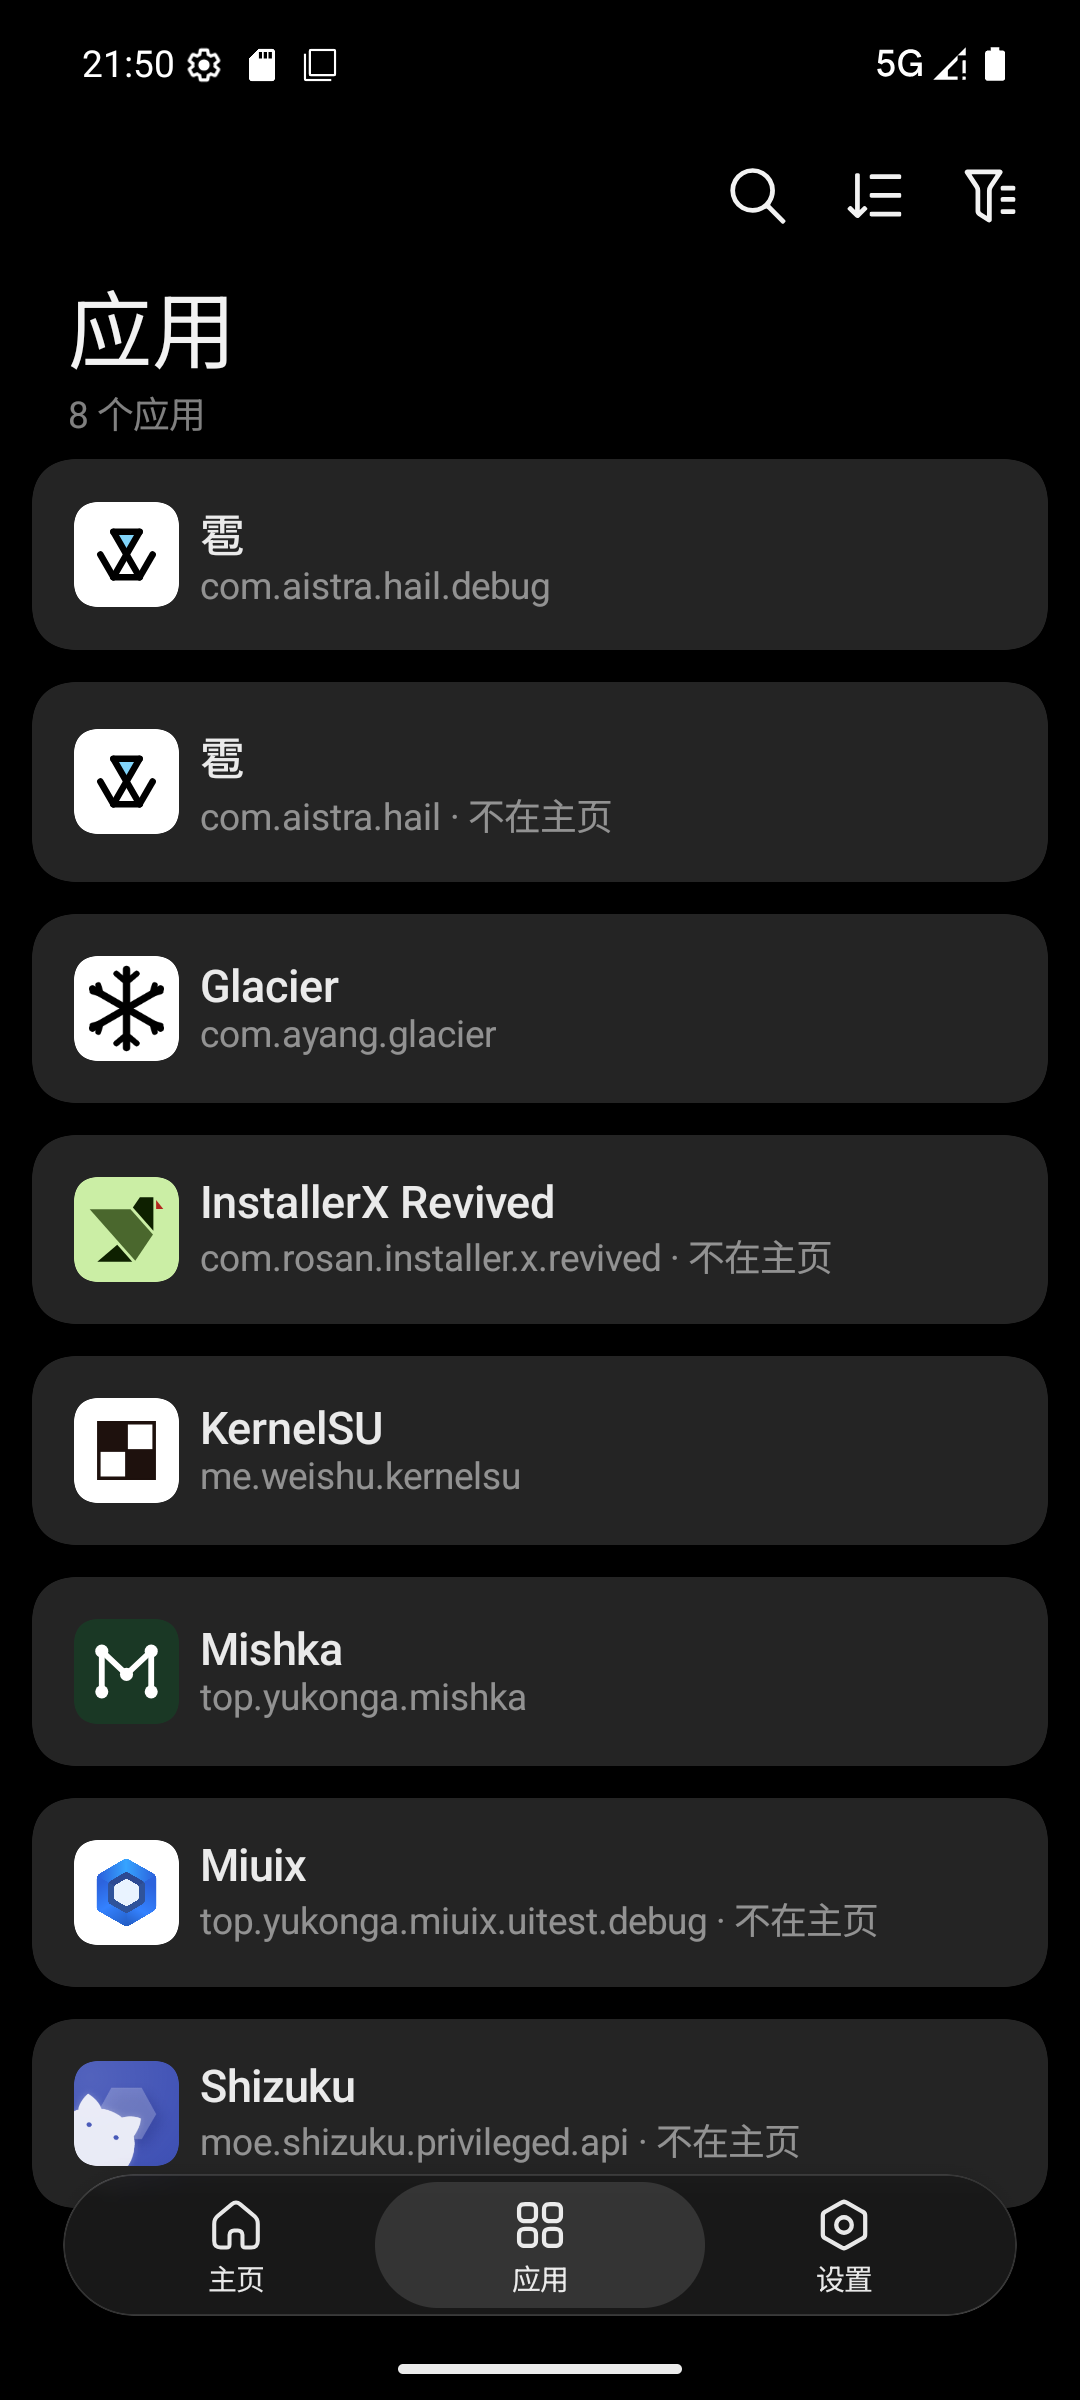 21:50
5G
应用
8 个应用
雹
com.aistra.hail.debug
雹
com.aistra.hail · 不在主页
Glacier
com.ayang.glacier
InstallerX Revived
com.rosan.installer.x.revived · 不在主页
KernelSU
me.weishu.kernelsu
Mishka
top.yukonga.mishka
Miuix
top.yukonga.miuix.uitest.debug · 不在主页
Shizuku
moe.shizuku.privileged.api · 不在主页
主页
应用
设置